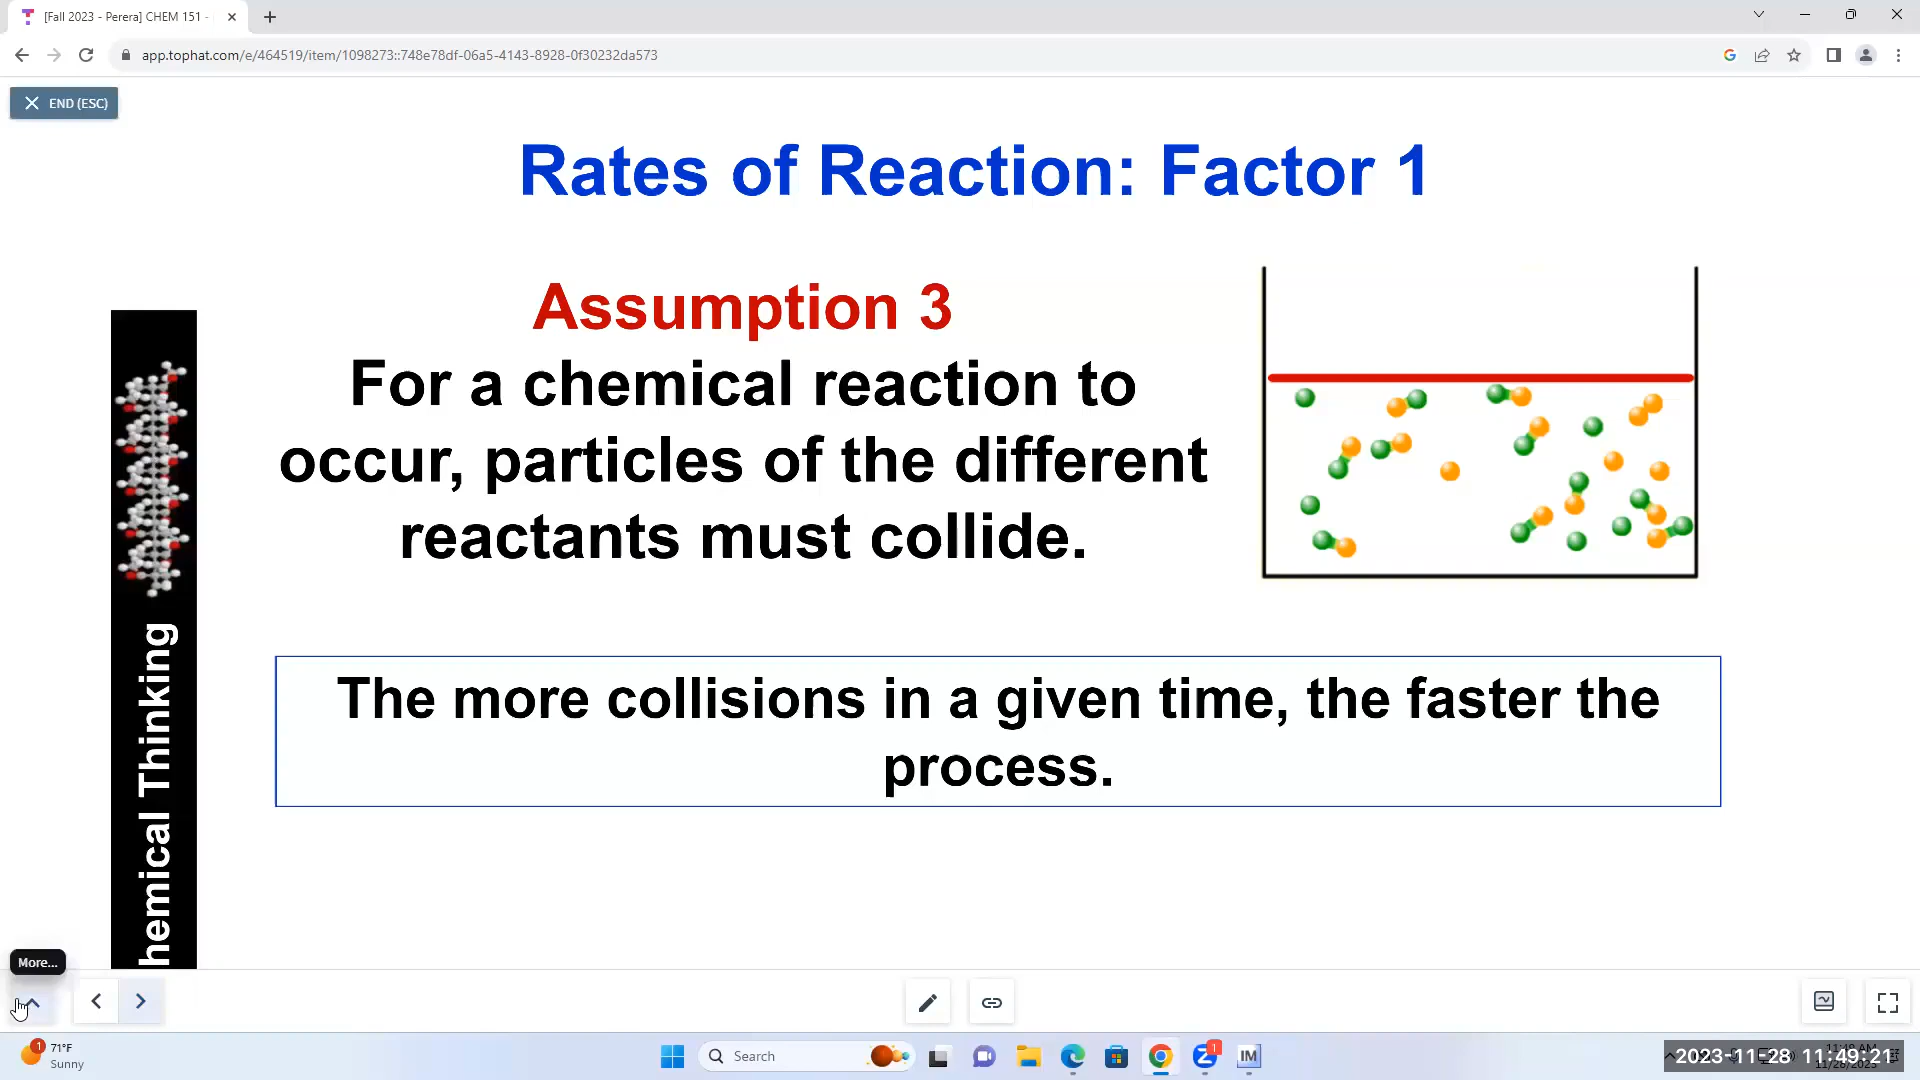 [Fall 2023 - Perera] CHEM 151 -
app.tophat.com/e/464519/item/1098273::748e78df-06a5-4143-8928-0f30232da573
END (ESC)
Rates of Reaction: Factor 1
Assumption 3
For a chemical reaction to
occur, particles of the different
reactants must collide.
The more collisions in a given time, the faster the
process.
hemical Thinking
More...
1
71°F
Sunny
Search
1
IM
2023-11-28 11:49:21